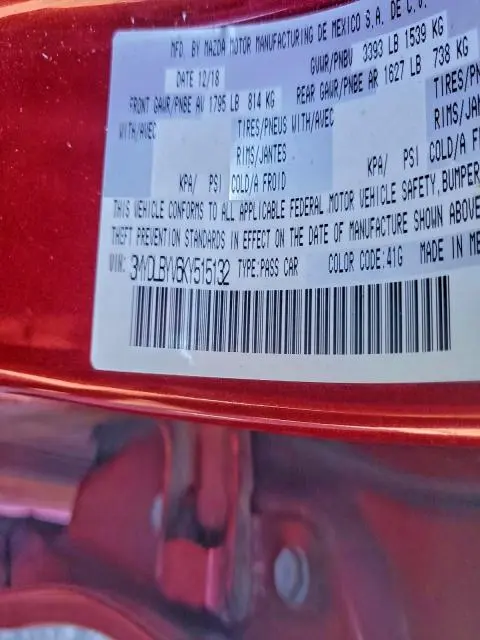 MFD. BY MAZDA MOTOR MANUFACTURING DE MEXICO S.A. DE C.V.
DATE 12/18 GVWR/PNBV 3393 LB 1539 KG
FRONT GAWR/PNBE AV 1795 LB 814 KG REAR GAWR/PNBE AR 1627 LB 738 KG
WITH/AVEC TIRES/PNEUS WITH/AVEC TIRES/PN
RIMS/JANTES RIMS/JAN
KPA/ PSI COLD/A FROID KPA/ PSI COLD/A FR
THIS VEHICLE CONFORMS TO ALL APPLICABLE FEDERAL MOTOR VEHICLE SAFETY, BUMPER
THEFT PREVENTION STANDARDS IN EFFECT ON THE DATE OF MANUFACTURE SHOWN ABOVE
VIN: 3MYDLBYV6KY515132 TYPE:PASS CAR COLOR CODE:41G MADE IN ME